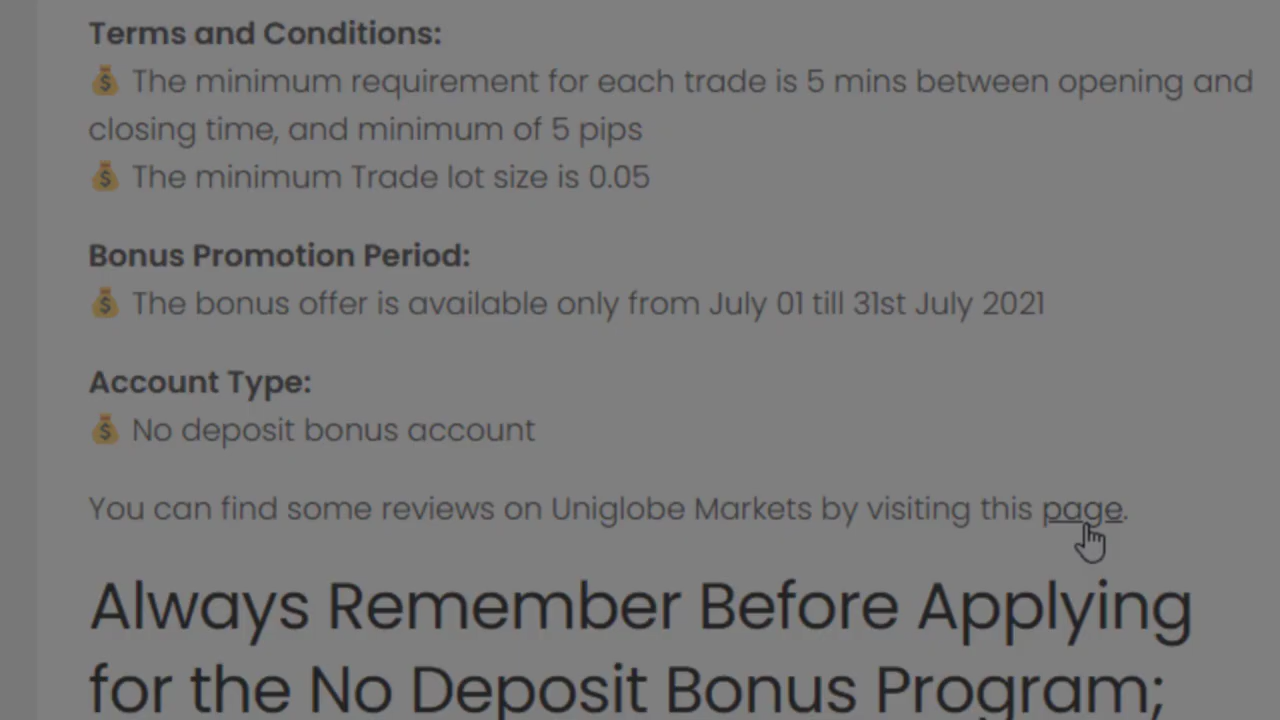 Terms and Conditions:
💰 The minimum requirement for each trade is 5 mins between opening and
closing time, and minimum of 5 pips
💰 The minimum Trade lot size is 0.05
Bonus Promotion Period:
💰 The bonus offer is available only from July 01 till 31st July 2021
Account Type:
💰 No deposit bonus account
You can find some reviews on Uniglobe Markets by visiting this page.
Always Remember Before Applying
for the No Deposit Bonus Program;